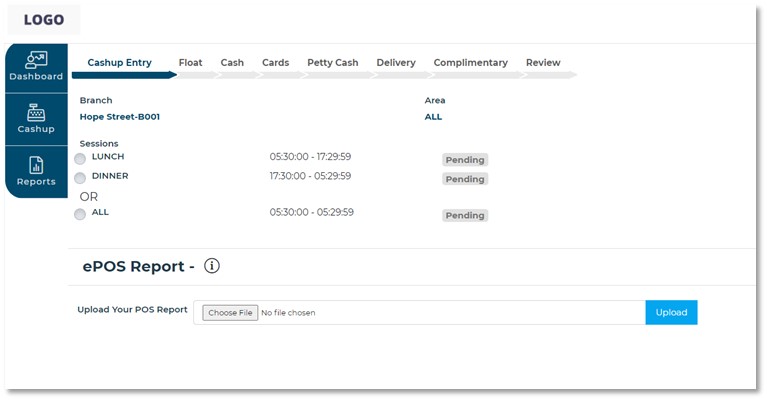 LOGO
Dashboard
Cashup
Reports
Cashup Entry Float Cash Cards Petty Cash Delivery Complimentary Review
Branch Area
Hope Street-B001 ALL
Sessions
LUNCH 05:30:00 - 17:29:59 Pending
DINNER 17:30:00 - 05:29:59 Pending
OR
ALL 05:30:00 - 05:29:59 Pending
ePOS Report - i
Upload Your POS Report Choose File No file chosen Upload